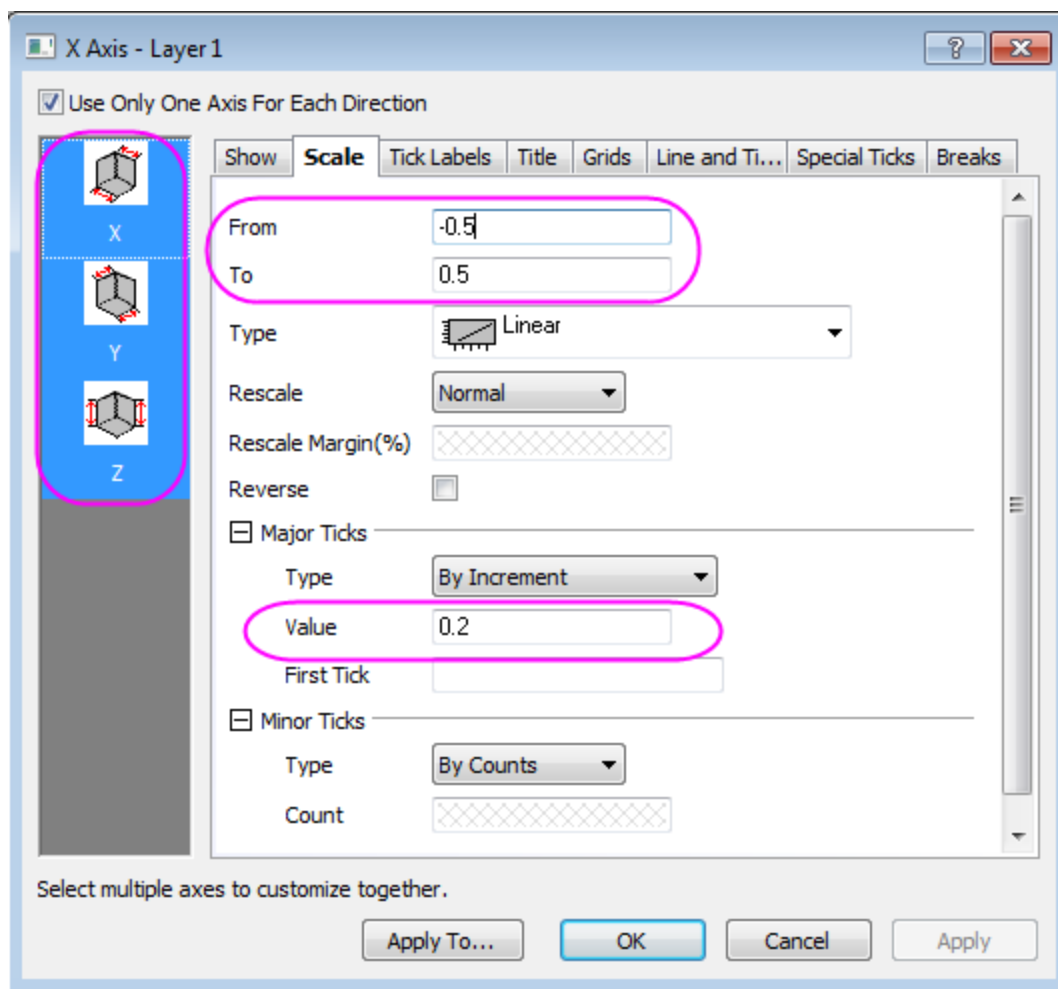 X Axis - Layer 1
Use Only One Axis For Each Direction
X
Y
Z
Show Scale Tick Labels Title Grids Line and Ti... Special Ticks Breaks
From -0.5
To 0.5
Type Linear
Rescale Normal
Rescale Margin(%)
Reverse
Major Ticks
Type By Increment
Value 0.2
First Tick
Minor Ticks
Type By Counts
Count
Select multiple axes to customize together.
Apply To... OK Cancel Apply